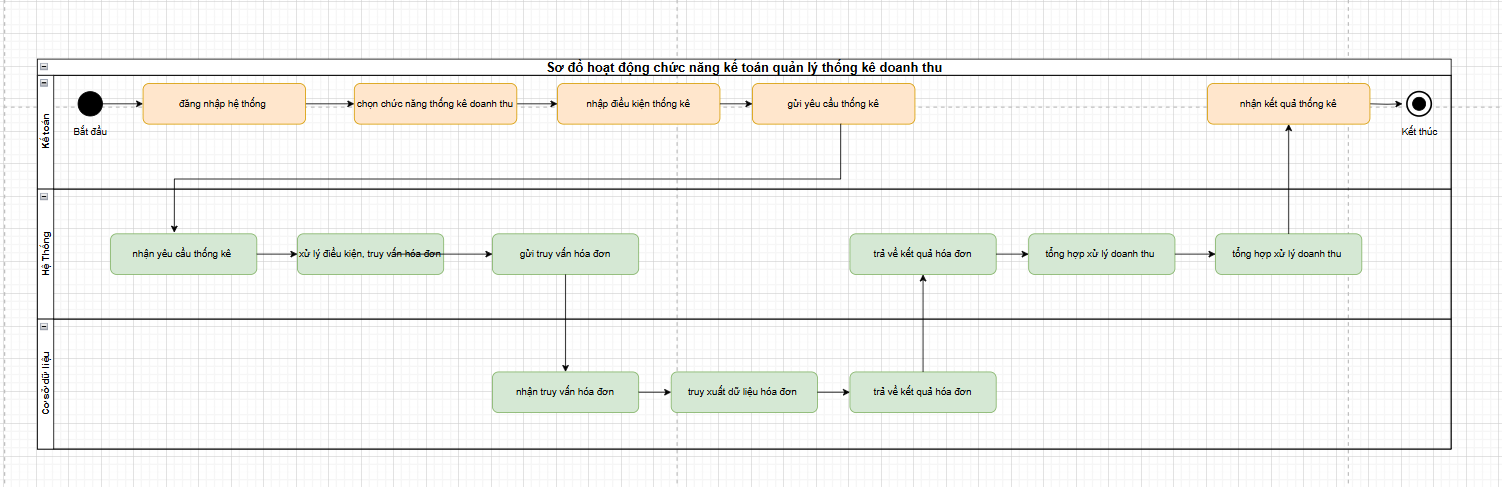 Sơ đồ hoạt động chức năng kế toán quản lý thống kê doanh thu
Kế toán
Bắt đầu
đăng nhập hệ thống
chọn chức năng thống kê doanh thu
nhập điều kiện thống kê
gửi yêu cầu thống kê
nhận kết quả thống kê
Kết thúc
Hệ Thống
nhận yêu cầu thống kê
xử lý điều kiện, truy vấn hóa đơn
gửi truy vấn hóa đơn
trả về kết quả hóa đơn
tổng hợp xử lý doanh thu
tổng hợp xử lý doanh thu
Cơ sở dữ liệu
nhận truy vấn hóa đơn
truy xuất dữ liệu hóa đơn
trả về kết quả hóa đơn